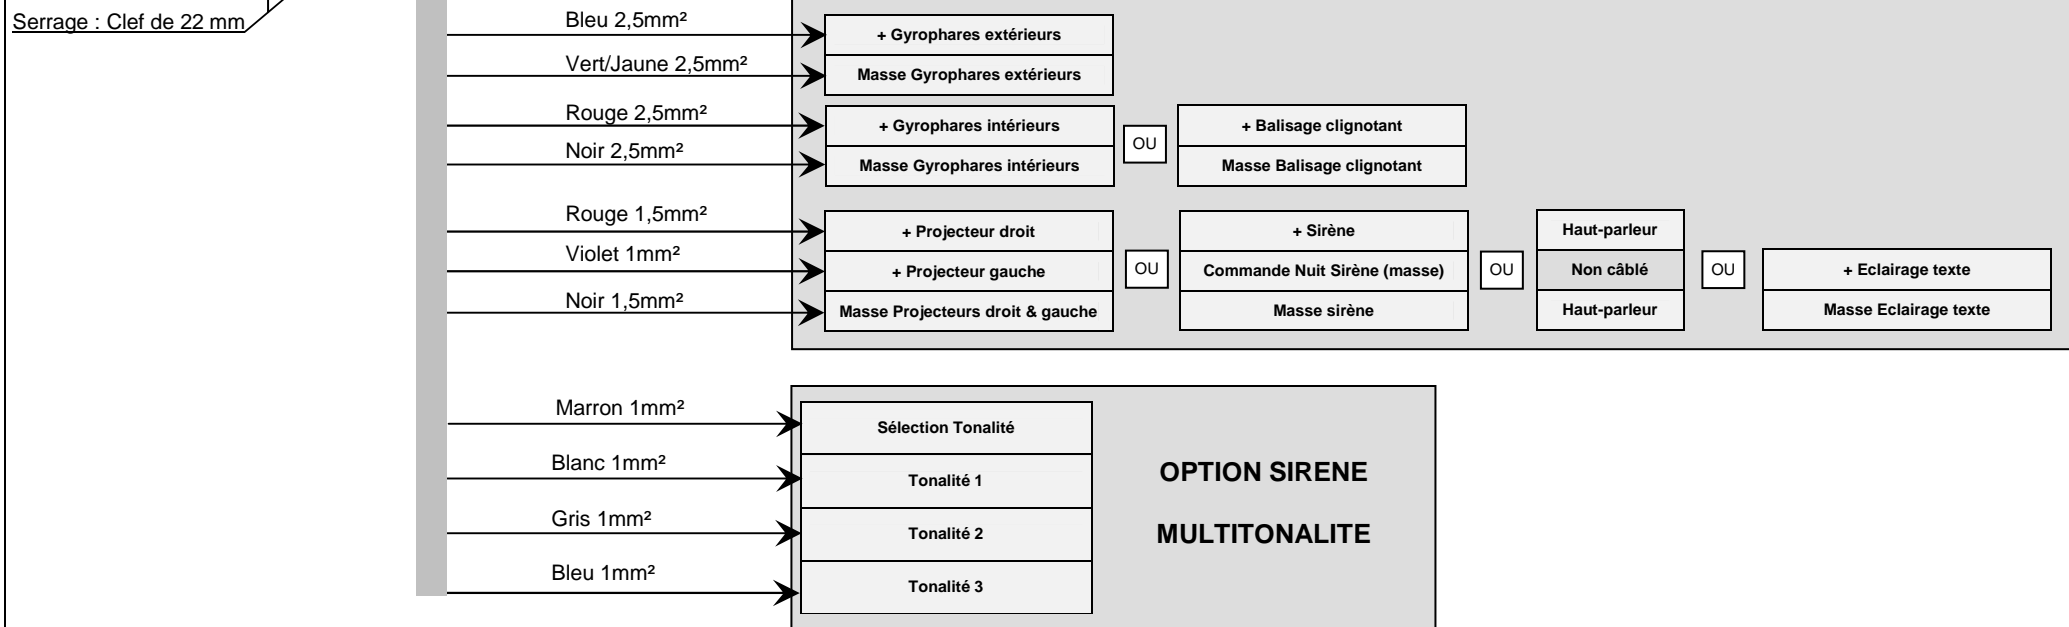 Serrage : Clef de 22 mm
Bleu 2,5mm²
+ Gyrophares extérieurs
Vert/Jaune 2,5mm²
Masse Gyrophares extérieurs
Rouge 2,5mm²
+ Gyrophares intérieurs
OU
+ Balisage clignotant
Noir 2,5mm²
Masse Gyrophares intérieurs
Masse Balisage clignotant
Rouge 1,5mm²
+ Projecteur droit
+ Sirène
Haut-parleur
Violet 1mm²
+ Projecteur gauche
OU
Commande Nuit Sirène (masse)
OU
Non câblé
OU
+ Eclairage texte
Noir 1,5mm²
Masse Projecteurs droit & gauche
Masse sirène
Haut-parleur
Masse Eclairage texte
Marron 1mm²
Sélection Tonalité
Blanc 1mm²
Tonalité 1
OPTION SIRENE
Gris 1mm²
Tonalité 2
MULTITONALITE
Bleu 1mm²
Tonalité 3